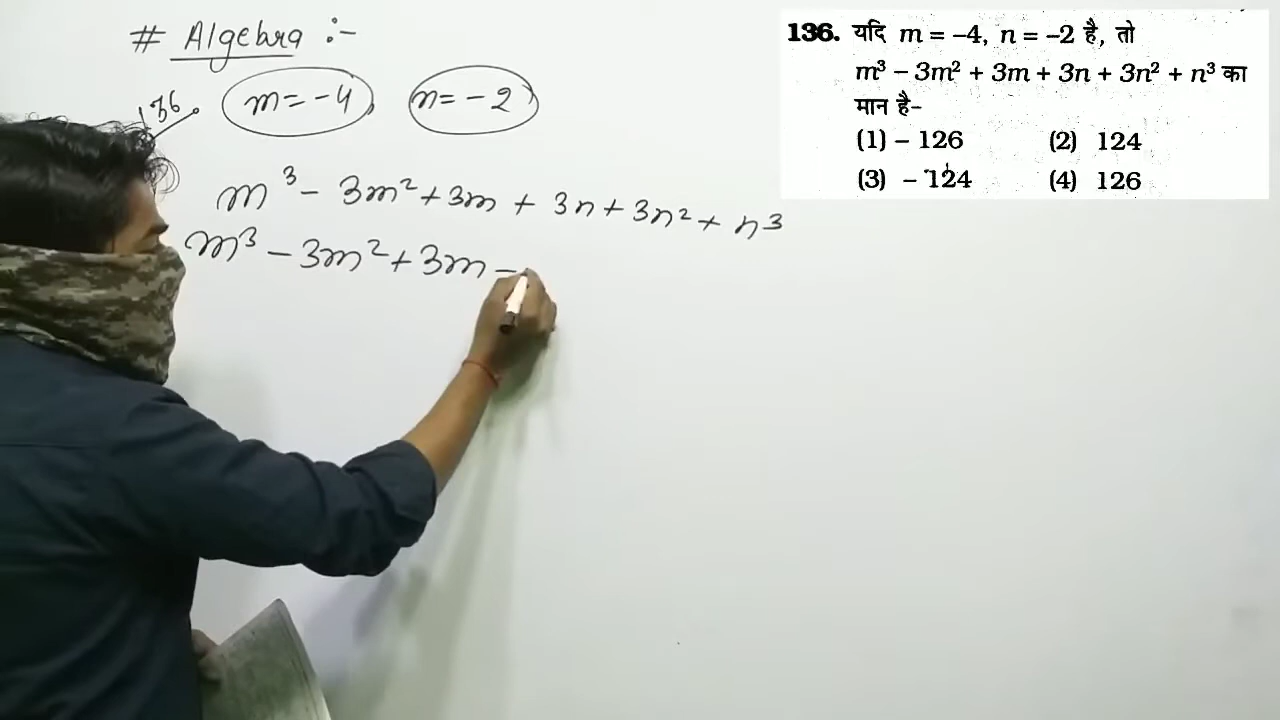 # Algebra :-
136. m = -4, n = -2
m³ - 3m² + 3m + 3n + 3n² + n³
m³ - 3m² + 3m -
136. यदि m = –4, n = –2 है, तो
m³ – 3m² + 3m + 3n + 3n² + n³ का
मान है–
(1) – 126 (2) 124
(3) – 124 (4) 126